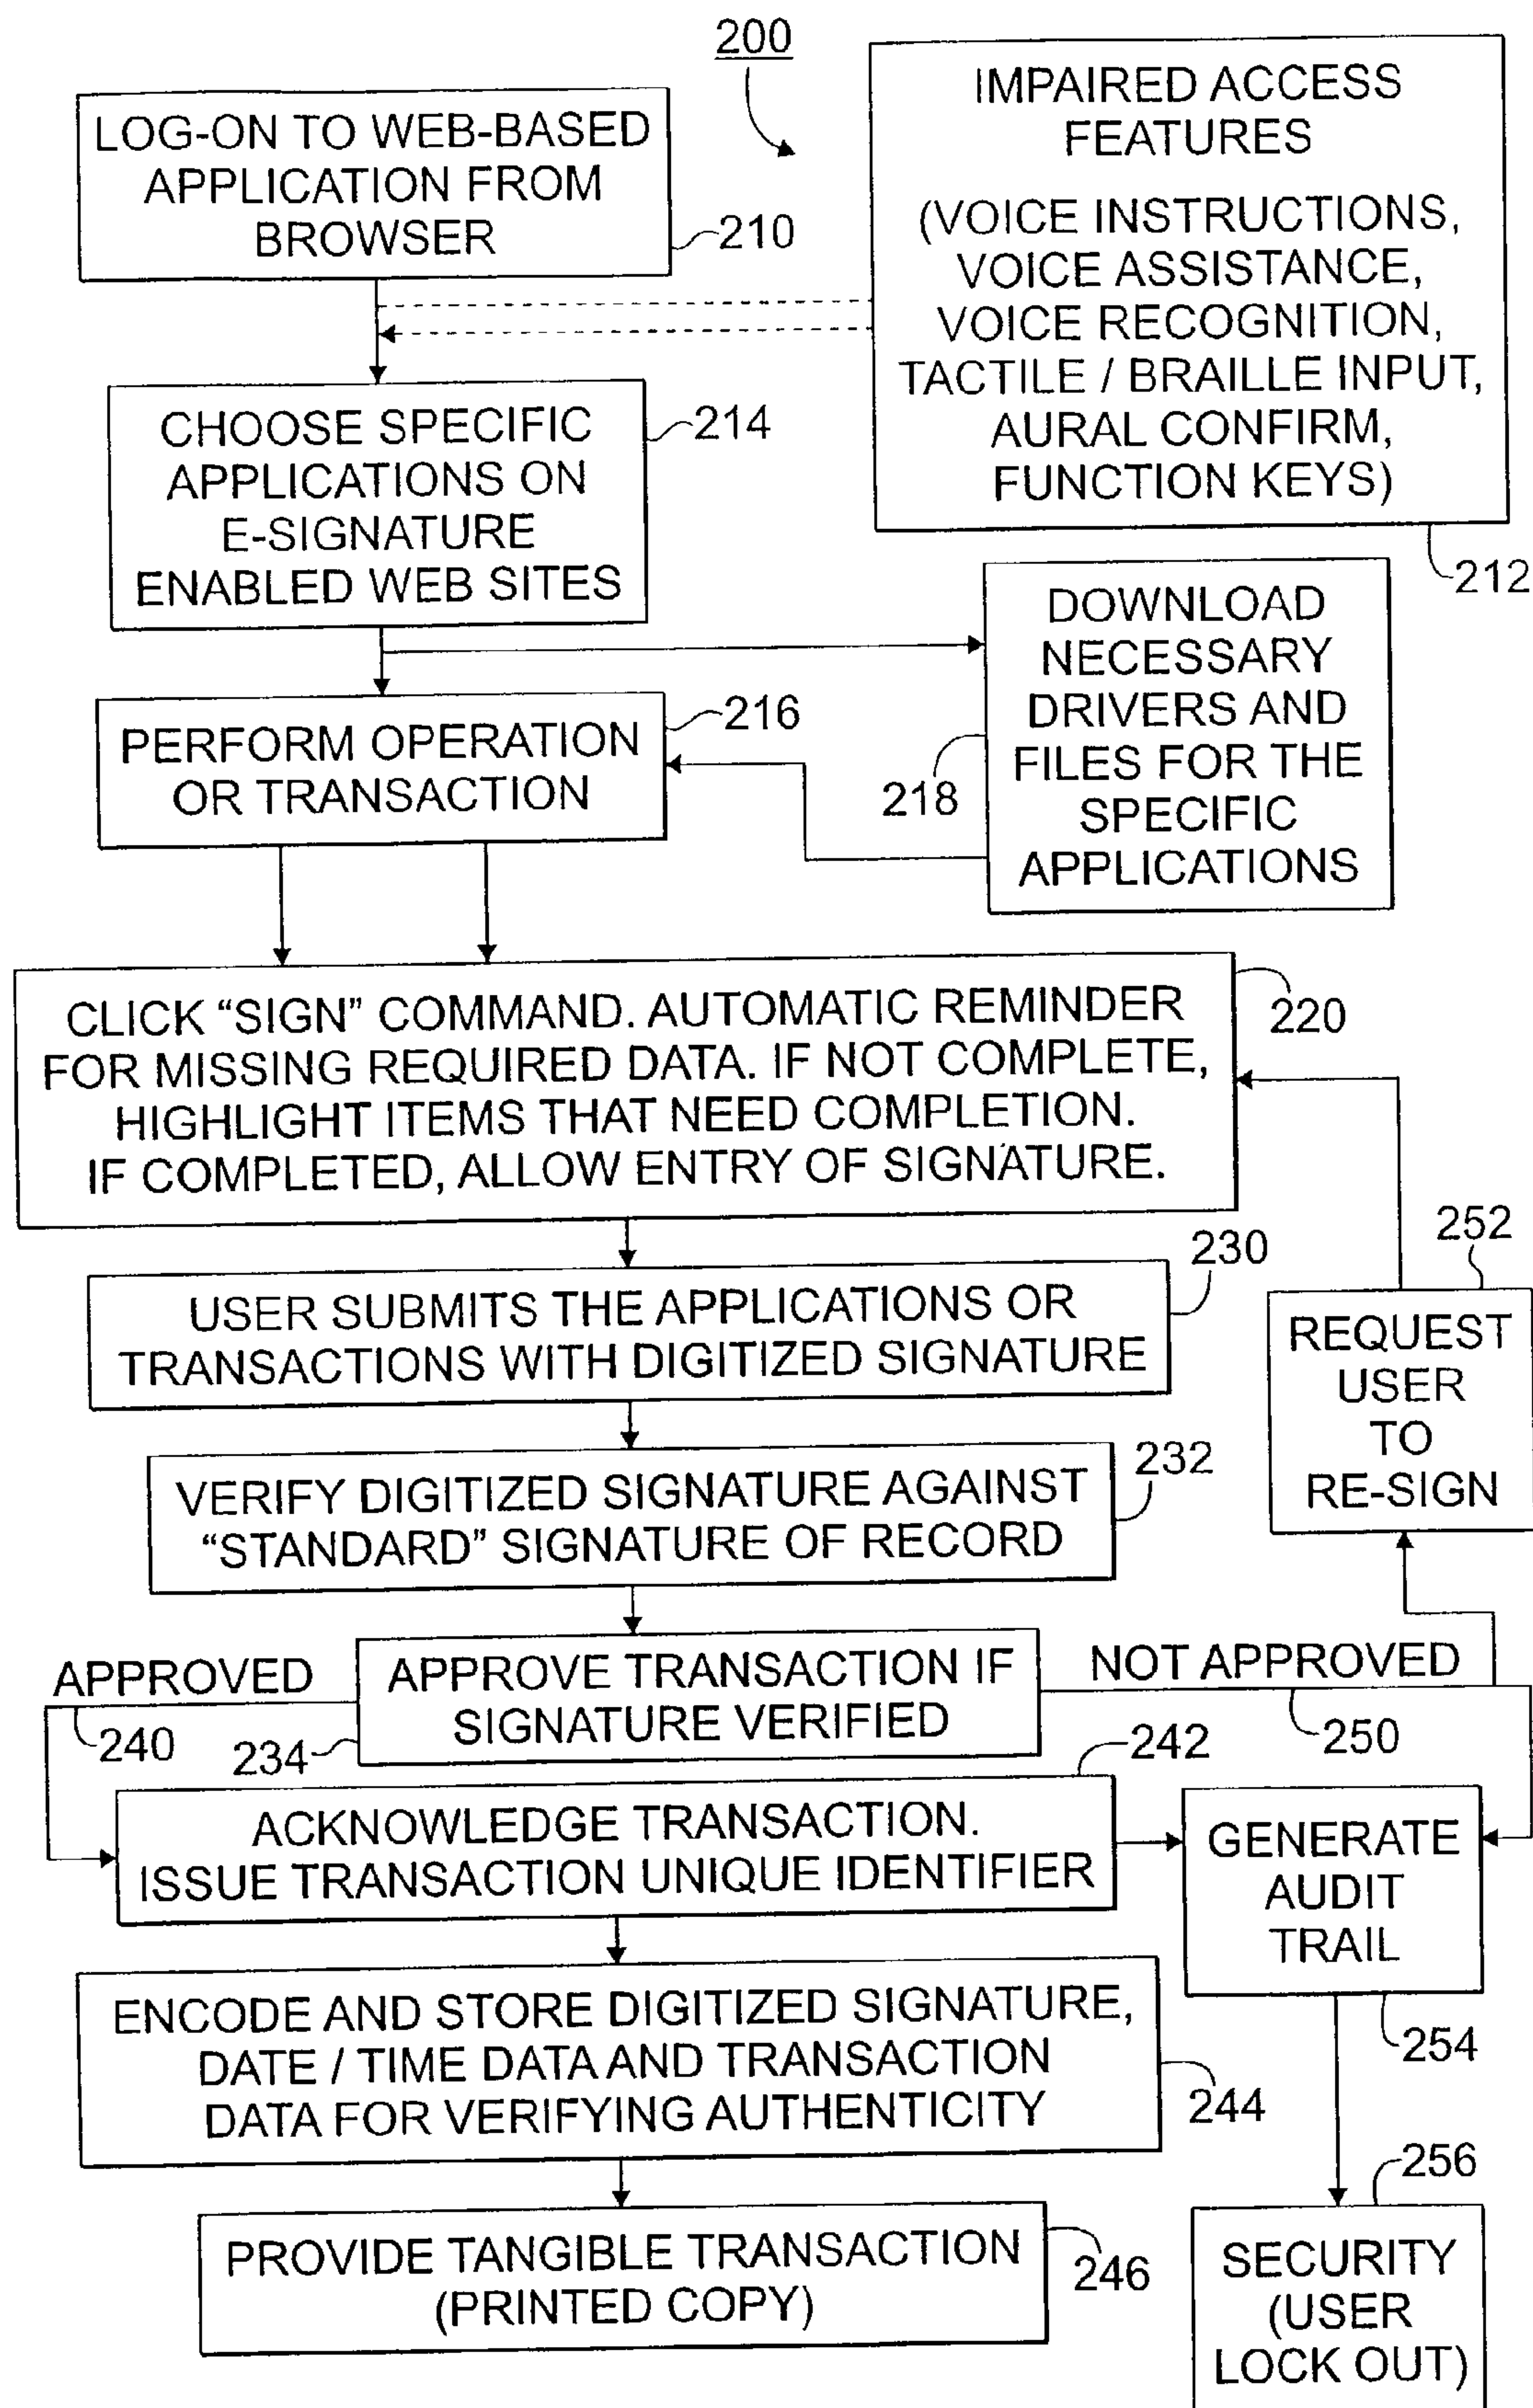 200
LOG-ON TO WEB-BASED
APPLICATION FROM
BROWSER
210
IMPAIRED ACCESS
FEATURES
(VOICE INSTRUCTIONS,
VOICE ASSISTANCE,
VOICE RECOGNITION,
TACTILE / BRAILLE INPUT,
AURAL CONFIRM,
FUNCTION KEYS)
212
CHOOSE SPECIFIC
APPLICATIONS ON
E-SIGNATURE
ENABLED WEB SITES
214
PERFORM OPERATION
OR TRANSACTION
216
DOWNLOAD
NECESSARY
DRIVERS AND
FILES FOR THE
SPECIFIC
APPLICATIONS
218
CLICK “SIGN” COMMAND. AUTOMATIC REMINDER
FOR MISSING REQUIRED DATA. IF NOT COMPLETE,
HIGHLIGHT ITEMS THAT NEED COMPLETION.
IF COMPLETED, ALLOW ENTRY OF SIGNATURE.
220
USER SUBMITS THE APPLICATIONS OR
TRANSACTIONS WITH DIGITIZED SIGNATURE
230
252
REQUEST
USER
TO
RE-SIGN
VERIFY DIGITIZED SIGNATURE AGAINST
“STANDARD” SIGNATURE OF RECORD
232
APPROVED
240
APPROVE TRANSACTION IF
SIGNATURE VERIFIED
234
NOT APPROVED
250
242
ACKNOWLEDGE TRANSACTION.
ISSUE TRANSACTION UNIQUE IDENTIFIER
GENERATE
AUDIT
TRAIL
254
ENCODE AND STORE DIGITIZED SIGNATURE,
DATE / TIME DATA AND TRANSACTION
DATA FOR VERIFYING AUTHENTICITY
244
PROVIDE TANGIBLE TRANSACTION
(PRINTED COPY)
246
256
SECURITY
(USER
LOCK OUT)